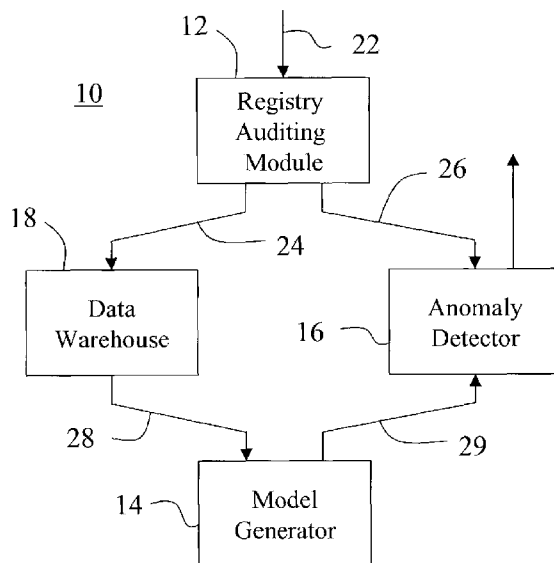 12
22
10
Registry
Auditing
Module
26
24
18
Data
Warehouse
16
Anomaly
Detector
28
29
14
Model
Generator